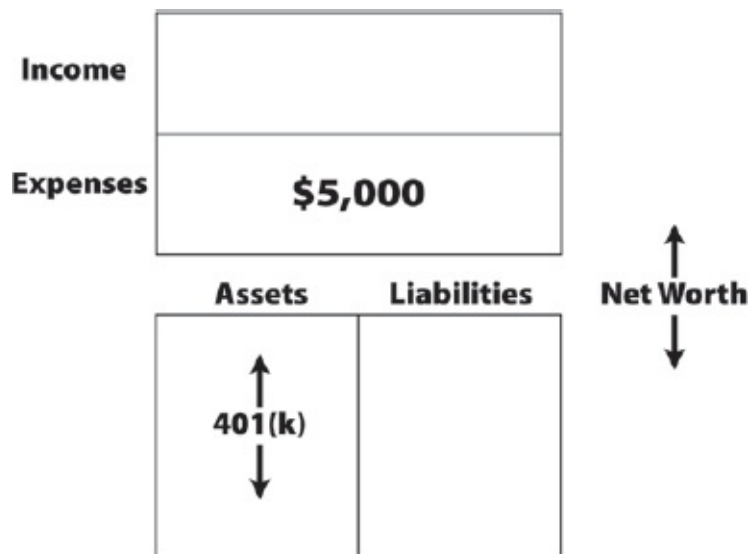 Income
Expenses
$5,000
Assets
Liabilities
Net Worth
401(k)